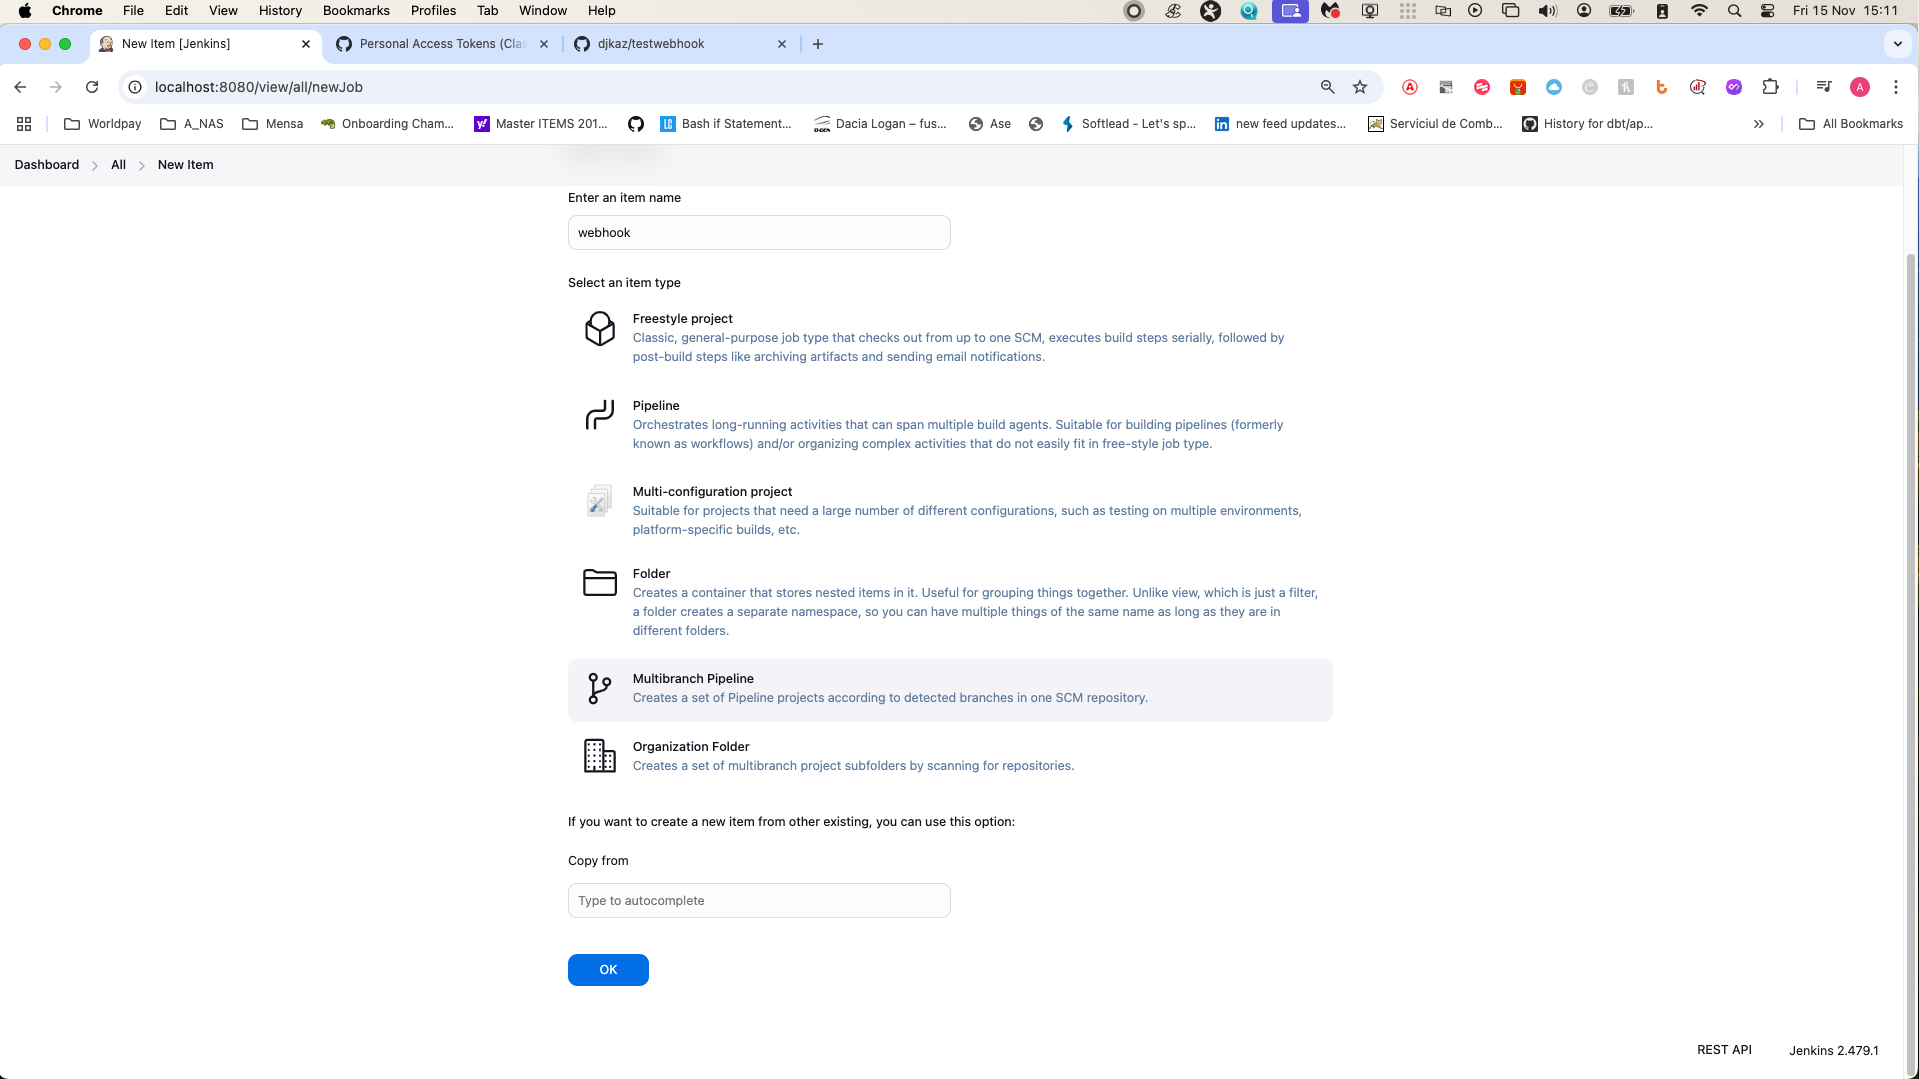 Chrome File Edit View History Bookmarks Profiles Tab Window Help Fri 15 Nov 15:11
New Item [Jenkins] Personal Access Tokens (Clas djkaz/testwebhook
localhost:8080/view/all/newJob A
Worldpay A_NAS Mensa Onboarding Cham... Master ITEMS 201... Bash if Statement... Dacia Logan – fus... Ase Softlead - Let's sp... new feed updates... Serviciul de Comb... History for dbt/ap... All Bookmarks
Dashboard All New Item
Enter an item name
webhook
Select an item type
Freestyle project
Classic, general-purpose job type that checks out from up to one SCM, executes build steps serially, followed by
post-build steps like archiving artifacts and sending email notifications.
Pipeline
Orchestrates long-running activities that can span multiple build agents. Suitable for building pipelines (formerly
known as workflows) and/or organizing complex activities that do not easily fit in free-style job type.
Multi-configuration project
Suitable for projects that need a large number of different configurations, such as testing on multiple environments,
platform-specific builds, etc.
Folder
Creates a container that stores nested items in it. Useful for grouping things together. Unlike view, which is just a filter,
a folder creates a separate namespace, so you can have multiple things of the same name as long as they are in
different folders.
Multibranch Pipeline
Creates a set of Pipeline projects according to detected branches in one SCM repository.
Organization Folder
Creates a set of multibranch project subfolders by scanning for repositories.
If you want to create a new item from other existing, you can use this option:
Copy from
Type to autocomplete
OK
REST API Jenkins 2.479.1